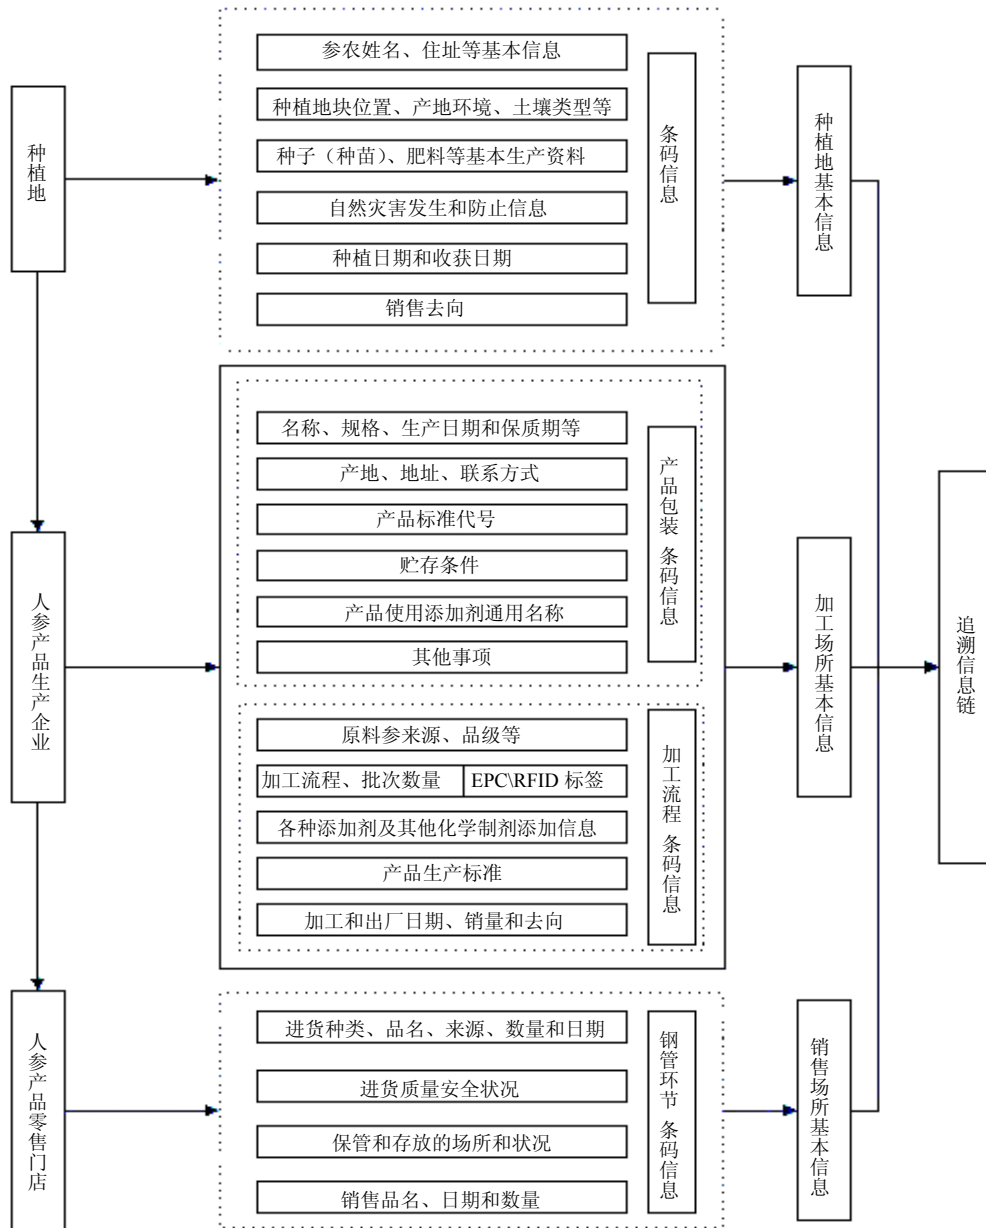 种植地
参农姓名、住址等基本信息
种植地块位置、产地环境、土壤类型等
种子（种苗）、肥料等基本生产资料
自然灾害发生和防止信息
种植日期和收获日期
销售去向
条码信息
种植地基本信息
人参产品生产企业
名称、规格、生产日期和保质期等
产地、地址、联系方式
产品标准代号
贮存条件
产品使用添加剂通用名称
其他事项
产品包装 条码信息
原料参来源、品级等
加工流程、批次数量
EPC\RFID 标签
各种添加剂及其他化学制剂添加信息
产品生产标准
加工和出厂日期、销量和去向
加工流程 条码信息
加工场所基本信息
追溯信息链
人参产品零售门店
进货种类、品名、来源、数量和日期
进货质量安全状况
保管和存放的场所和状况
销售品名、日期和数量
钢管环节 条码信息
销售场所基本信息